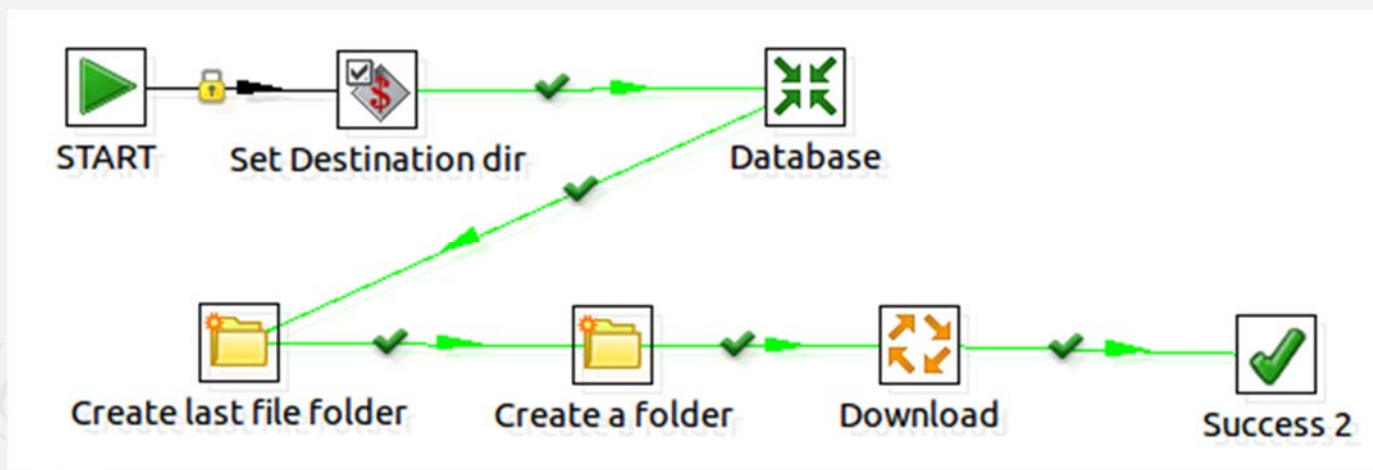 START
Set Destination dir
Database
Create last file folder
Create a folder
Download
Success 2